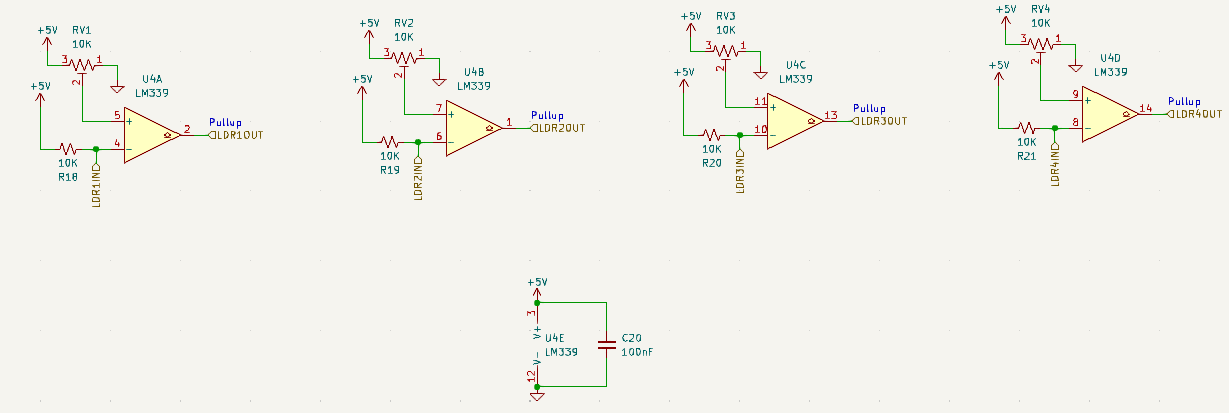 +5V
RV1
10K
3
1
2
+5V
U4A
LM339
5
+
4
-
2
Pullup
LDR1OUT
10K
R18
LDR1IN
+5V
RV2
10K
3
1
2
+5V
U4B
LM339
7
+
6
-
1
Pullup
LDR2OUT
10K
R19
LDR2IN
+5V
RV3
10K
3
1
2
+5V
U4C
LM339
11
+
10
-
13
Pullup
LDR3OUT
10K
R20
LDR3IN
+5V
RV4
10K
3
1
2
+5V
U4D
LM339
9
+
8
-
14
Pullup
LDR4OUT
10K
R21
LDR4IN
+5V
3
V+
U4E
LM339
V-
12
C20
100nF